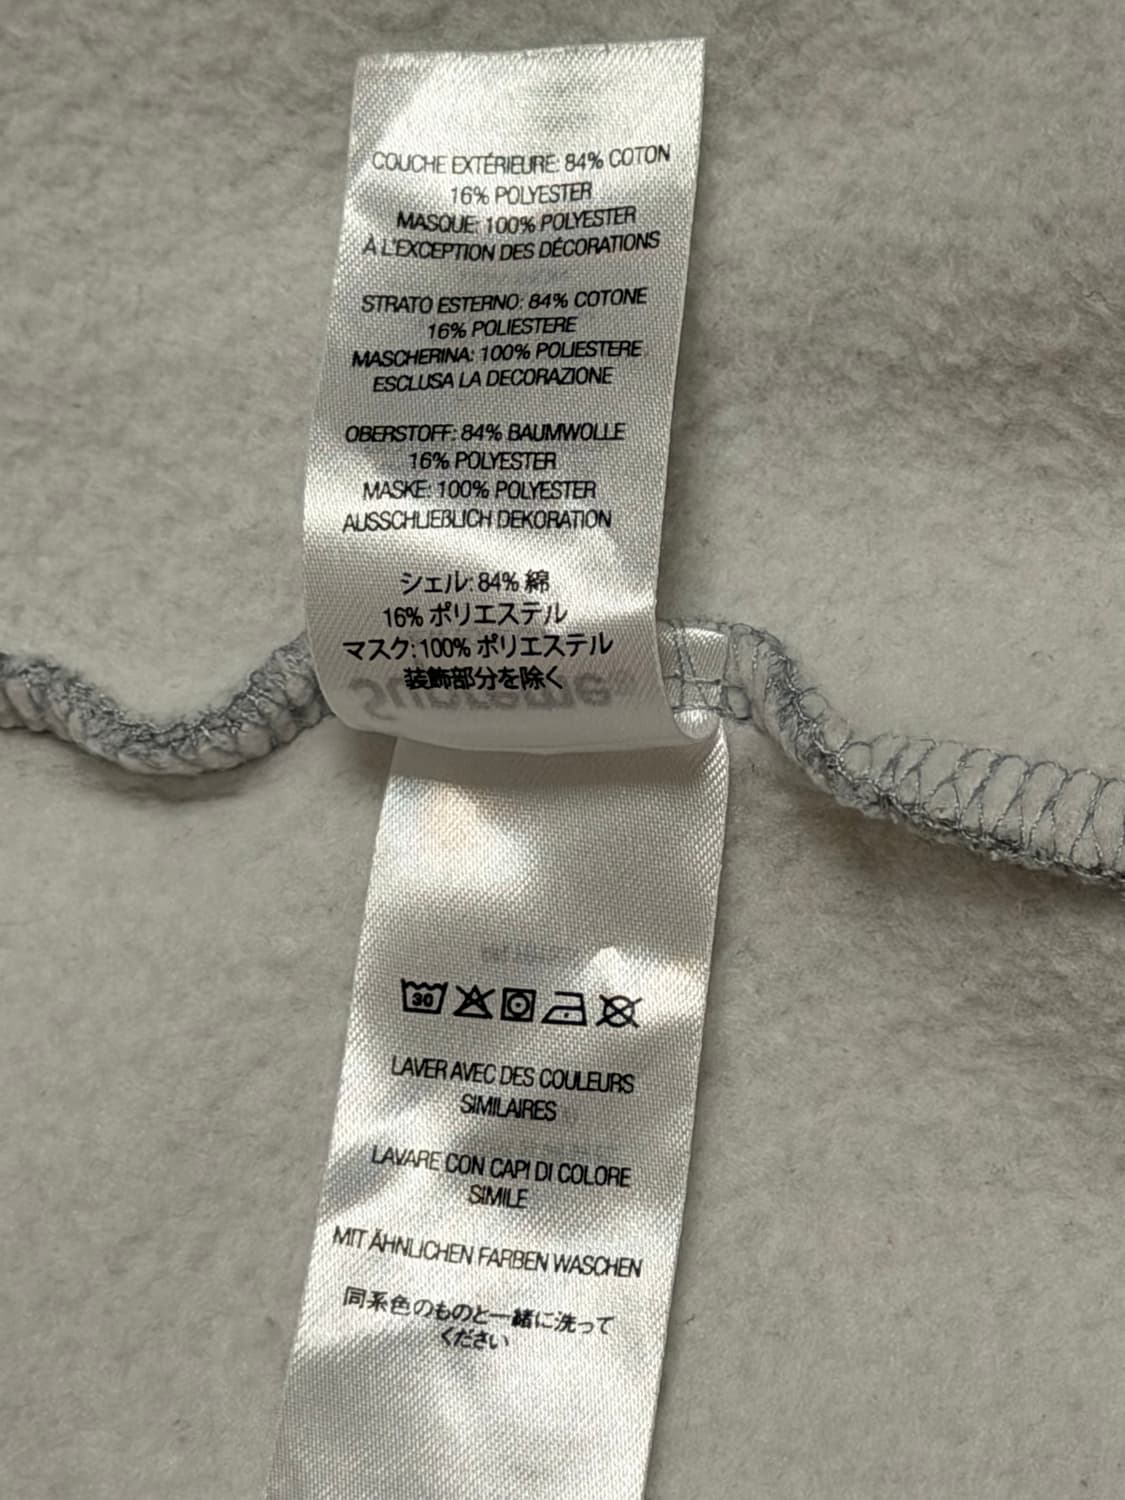 COUCHE EXTÉRIEURE: 84% COTON
16% POLYESTER
MASQUE: 100% POLYESTER
À L'EXCEPTION DES DÉCORATIONS
STRATO ESTERNO: 84% COTONE
16% POLIESTERE
MASCHERINA: 100% POLIESTERE
ESCLUSA LA DECORAZIONE
OBERSTOFF: 84% BAUMWOLLE
16% POLYESTER
MASKE: 100% POLYESTER
AUSSCHLIEßLICH DEKORATION
シェル: 84% 綿
16% ポリエステル
マスク: 100% ポリエステル
装飾部分を除く
Supreme
30
LAVER AVEC DES COULEURS
SIMILAIRES
LAVARE CON CAPI DI COLORE
SIMILE
MIT ÄHNLICHEN FARBEN WASCHEN
同系色のものと一緒に洗って
ください